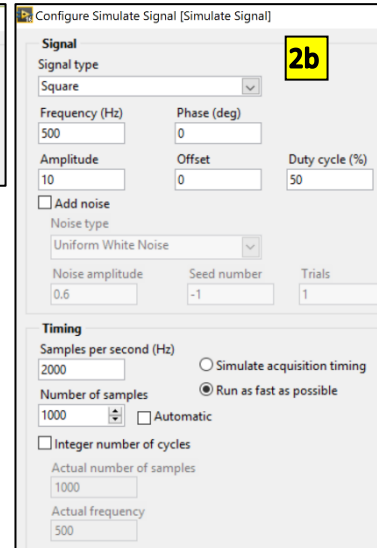 Configure Simulate Signal [Simulate Signal]
Signal
2b
Signal type
Square
Frequency (Hz) Phase (deg)
500 0
Amplitude Offset Duty cycle (%)
10 0 50
Add noise
Noise type
Uniform White Noise
Noise amplitude Seed number Trials
0.6 -1 1
Timing
Samples per second (Hz)
2000 Simulate acquisition timing
Number of samples Run as fast as possible
1000 Automatic
Integer number of cycles
Actual number of samples
1000
Actual frequency
500